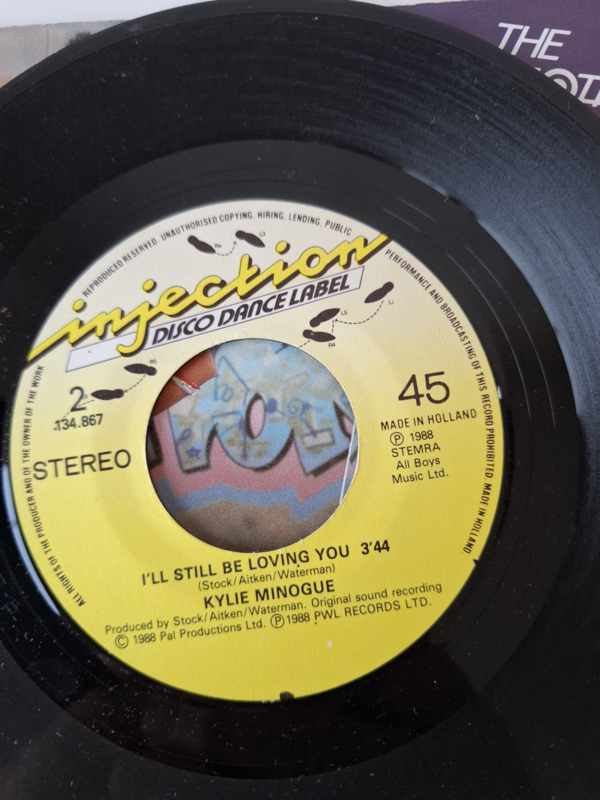 THE
REPRODUCED RESERVED. UNAUTHORISED COPYING. HIRING. LENDING. PUBLIC
PERFORMANCE AND BROADCASTING OF THIS RECORD PROHIBITED. MADE IN HOLLAND
ALL RIGHTS OF THE PRODUCER AND OF THE OWNER OF THE WORK
injection
DISCO DANCE LABEL
2
134.867
STEREO
45
MADE IN HOLLAND
Ⓟ 1988
STEMRA
All Boys
Music Ltd.
I'LL STILL BE LOVING YOU 3'44
(Stock/Aitken/Waterman)
KYLIE MINOGUE
Produced by Stock/Aitken/Waterman. Original sound recording
© 1988 Pal Productions Ltd. Ⓟ1988 PWL RECORDS LTD.